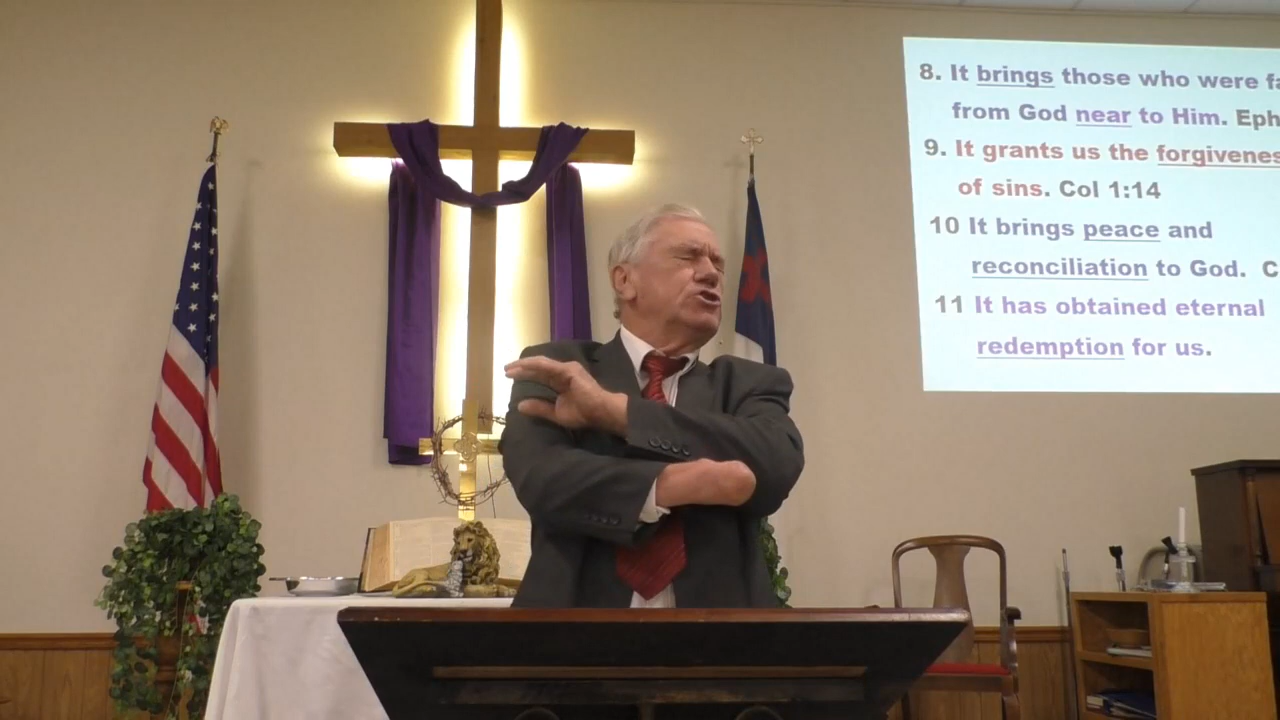 8. It brings those who were
from God near to Him. Eph
9. It grants us the
of sins. Col 1:14
10 It brings peace and
reconciliation to God. C
11 It has obtained eternal
redemption for us.